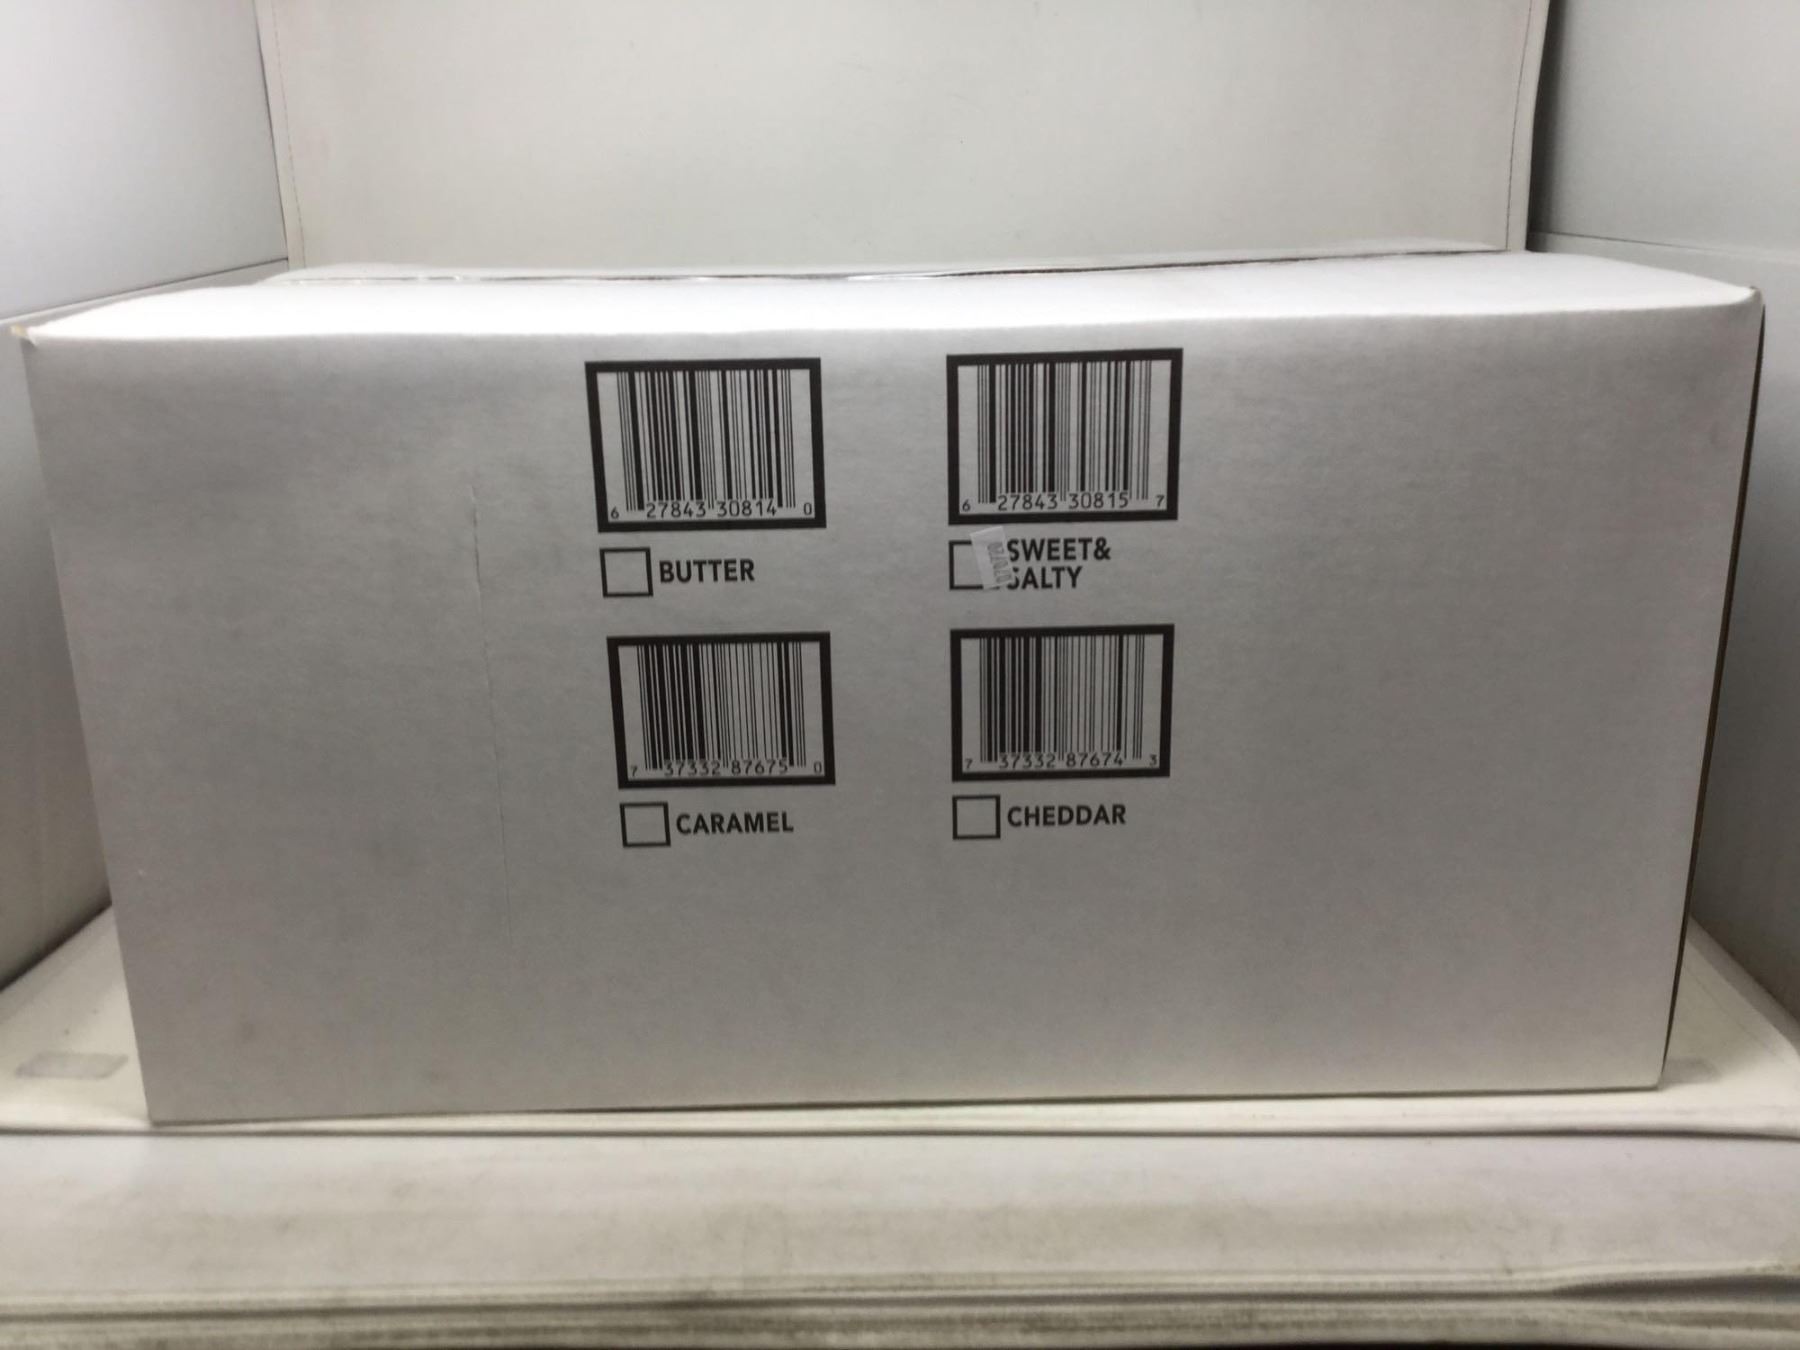 6 27843 30814 0
BUTTER
6 27843 30815 7
SWEET&
SALTY
7 37332 87675 0
CARAMEL
7 37332 87674 3
CHEDDAR